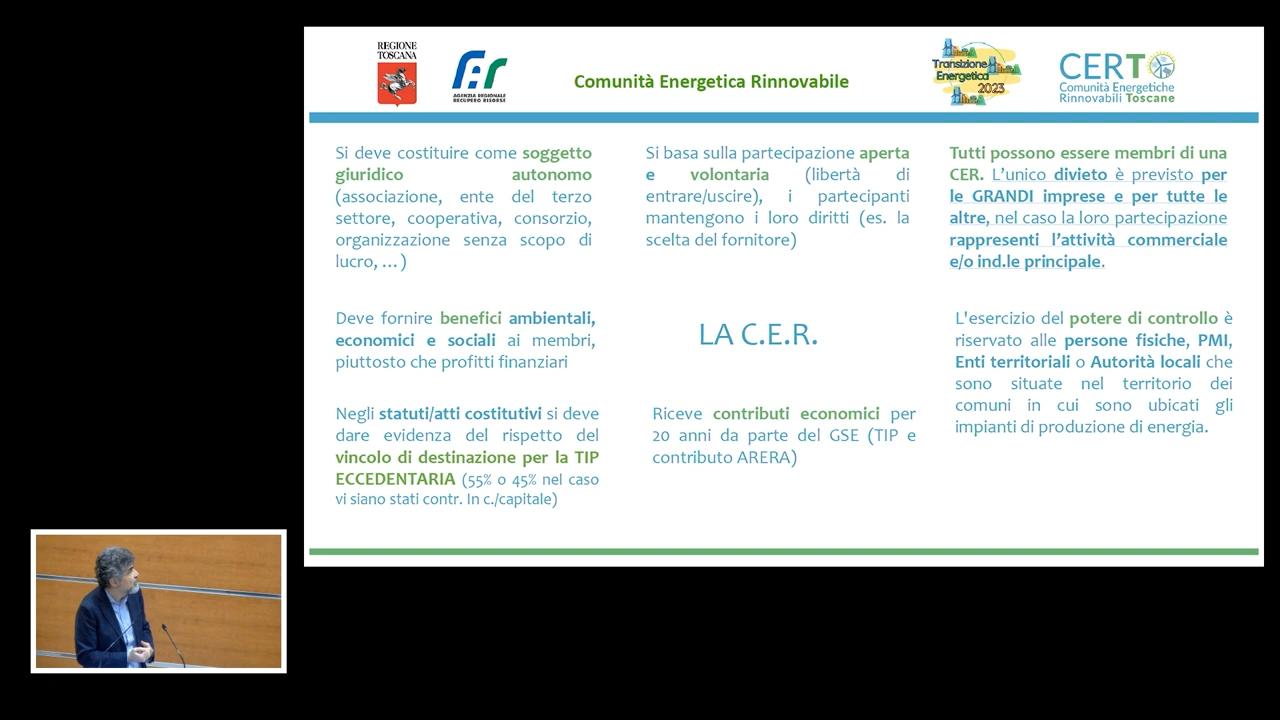 REGIONE
TOSCANA
AGENZIA REGIONALE
RECUPERO RISORSE
Comunità Energetica Rinnovabile
Transizione
Energetica
2023
CERT
Comunità Energetiche
Rinnovabili Toscane
Si deve costituire come soggetto
giuridico autonomo
(associazione, ente del terzo
settore, cooperativa, consorzio,
organizzazione senza scopo di
lucro, …)
Si basa sulla partecipazione aperta
e volontaria (libertà di
entrare/uscire), i partecipanti
mantengono i loro diritti (es. la
scelta del fornitore)
Tutti possono essere membri di una
CER. L’unico divieto è previsto per
le GRANDI imprese e per tutte le
altre, nel caso la loro partecipazione
rappresenti l’attività commerciale
e/o ind.le principale.
Deve fornire benefici ambientali,
economici e sociali ai membri,
piuttosto che profitti finanziari
LA C.E.R.
L'esercizio del potere di controllo è
riservato alle persone fisiche, PMI,
Enti territoriali o Autorità locali che
sono situate nel territorio dei
comuni in cui sono ubicati gli
impianti di produzione di energia.
Negli statuti/atti costitutivi si deve
dare evidenza del rispetto del
vincolo di destinazione per la TIP
ECCEDENTARIA (55% o 45% nel caso
vi siano stati contr. In c./capitale)
Riceve contributi economici per
20 anni da parte del GSE (TIP e
contributo ARERA)